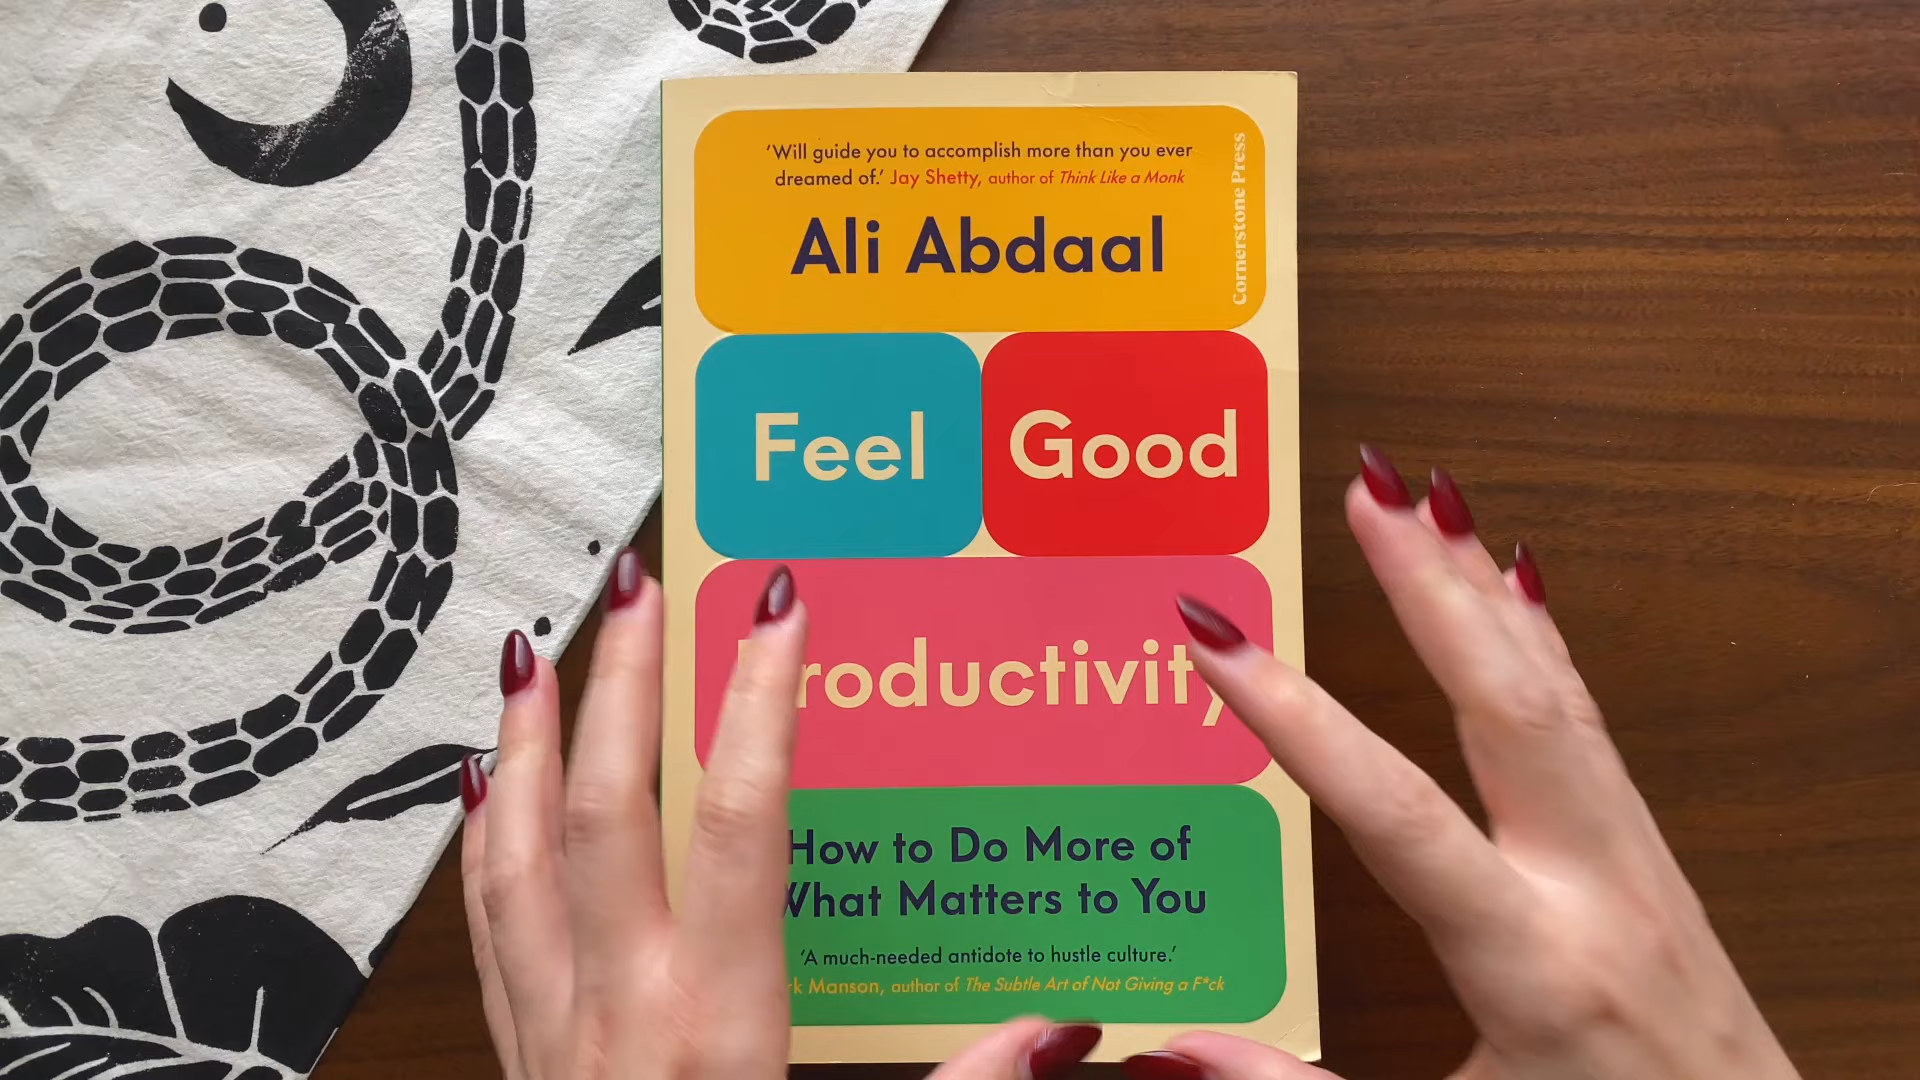 'Will guide you to accomplish more than you ever
dreamed of.' Jay Shetty, author of Think Like a Monk
Cornerstone Press
Ali Abdaal
Feel Good
Productivity
How to Do More of
What Matters to You
'A much-needed antidote to hustle culture.'
Manson, author of The Subtle Art of Not Giving a F*ck